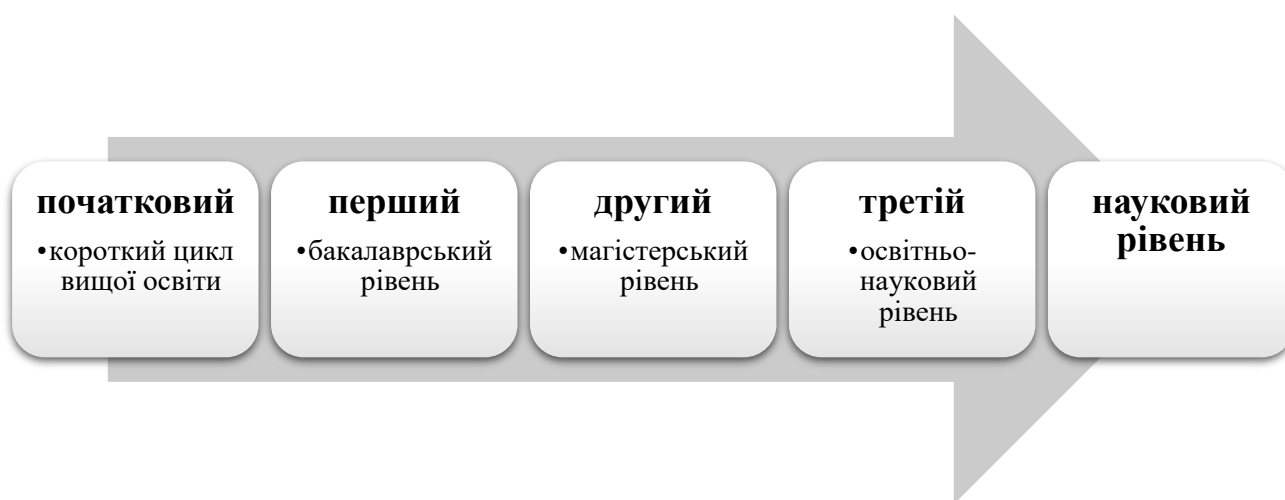 початковий
•короткий цикл
вищої освіти
перший
•бакалаврський
рівень
другий
•магістерський
рівень
третій
•освітньо-
науковий
рівень
науковий
рівень